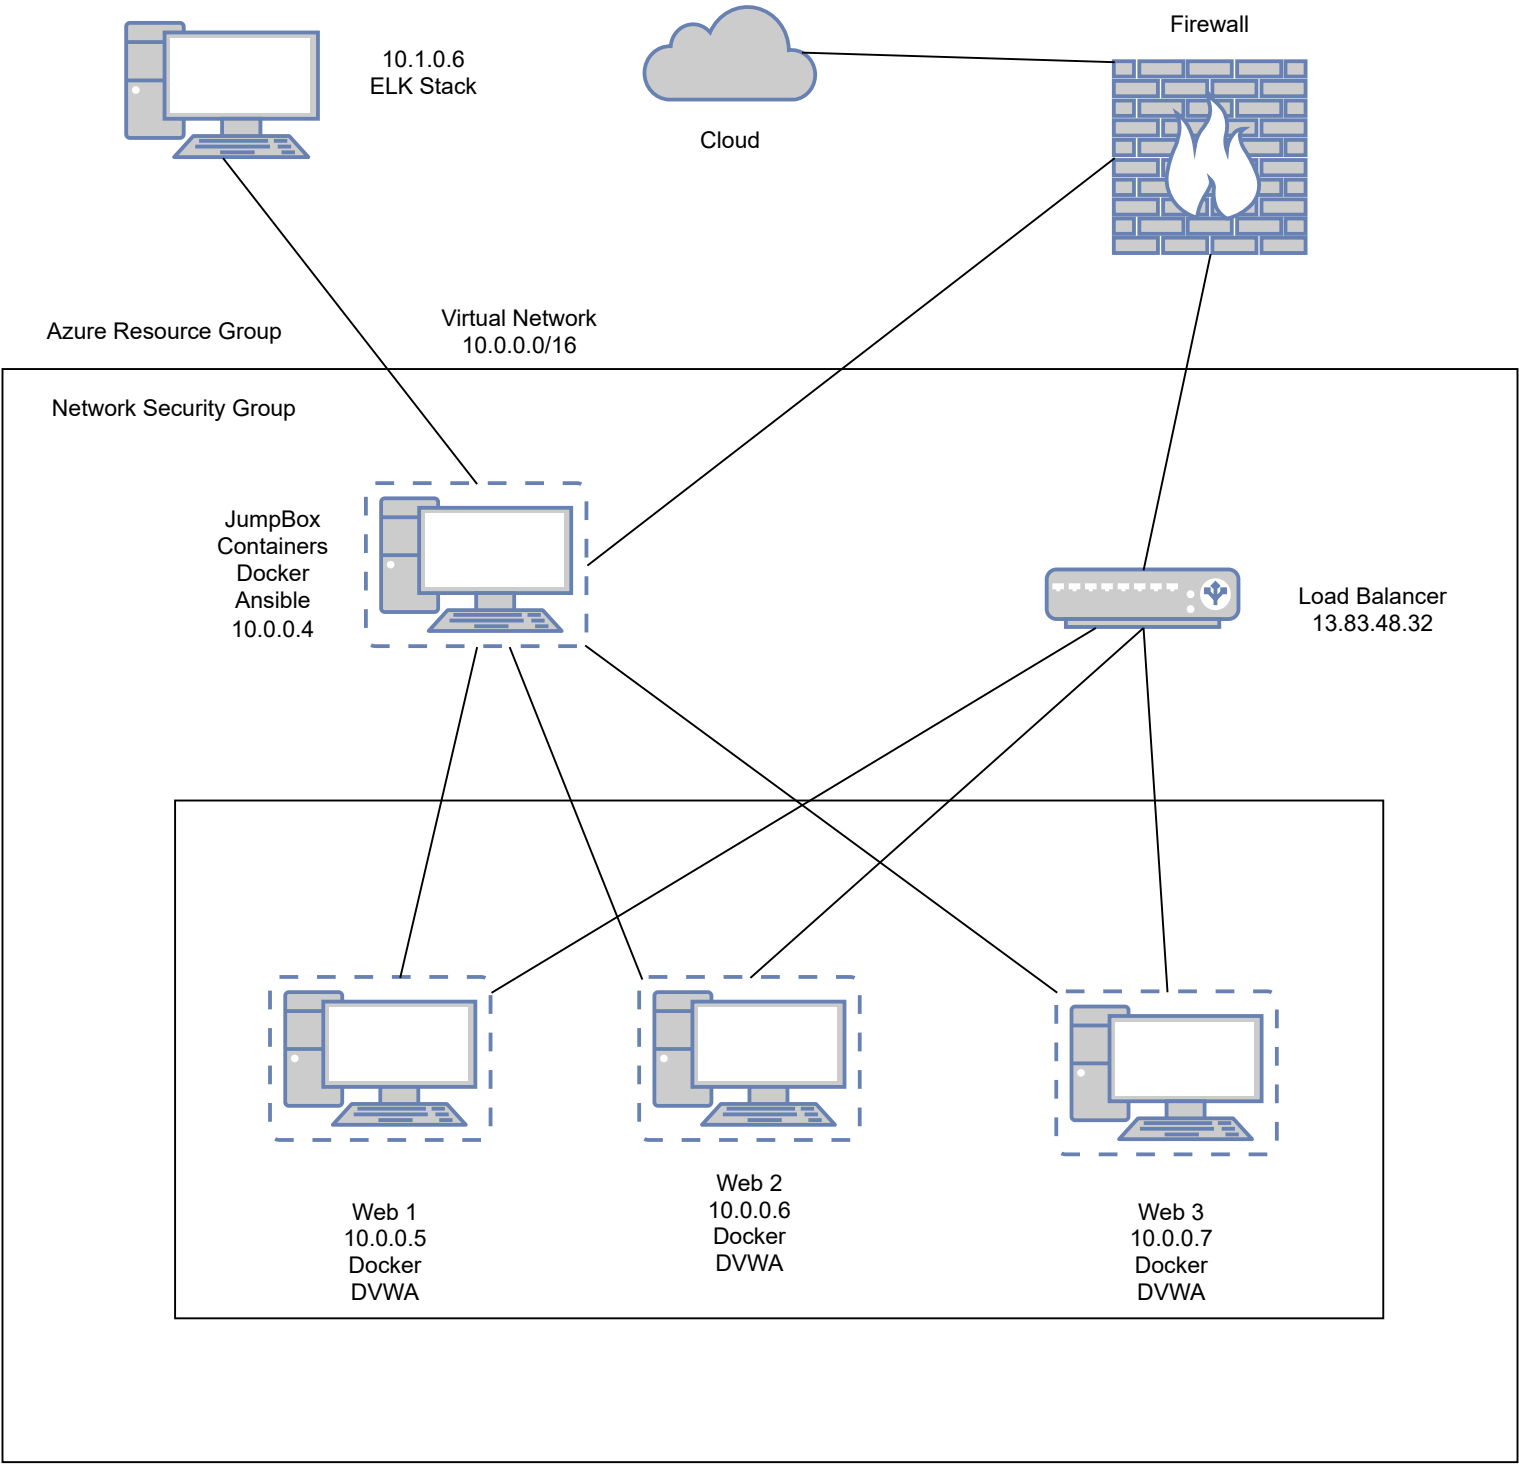 Firewall
10.1.0.6
ELK Stack
Cloud
Azure Resource Group
Virtual Network
10.0.0.0/16
Network Security Group
JumpBox
Containers
Docker
Ansible
10.0.0.4
Load Balancer
13.83.48.32
Web 1
10.0.0.5
Docker
DVWA
Web 2
10.0.0.6
Docker
DVWA
Web 3
10.0.0.7
Docker
DVWA